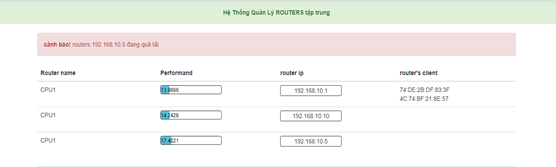 Hệ Thống Quản Lý ROUTERS tập trung
cảnh báo! routers 192.168.10.5 đang quá tải.
Router name Performand router ip router's client
CPU1 13.9868 192.168.10.1 74:DE:2B:DF:83:3F
4C:74:BF:21:8E:57
CPU1 14.2428 192.168.10.10
CPU1 17.4021 192.168.10.5